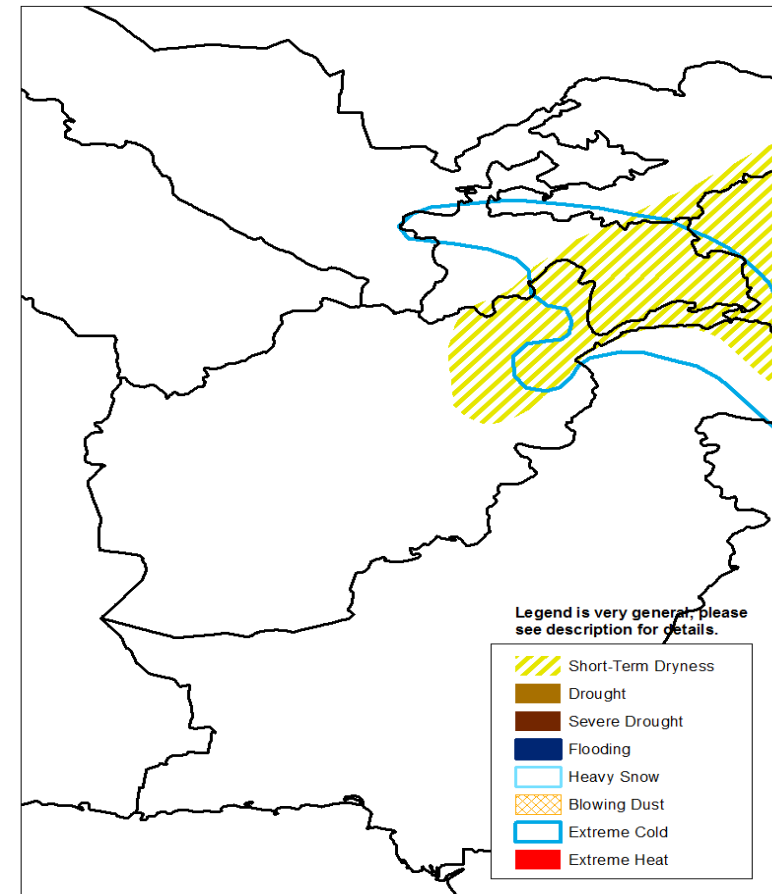 Legend is very general, please
see description for details.
Short-Term Dryness
Drought
Severe Drought
Flooding
Heavy Snow
Blowing Dust
Extreme Cold
Extreme Heat